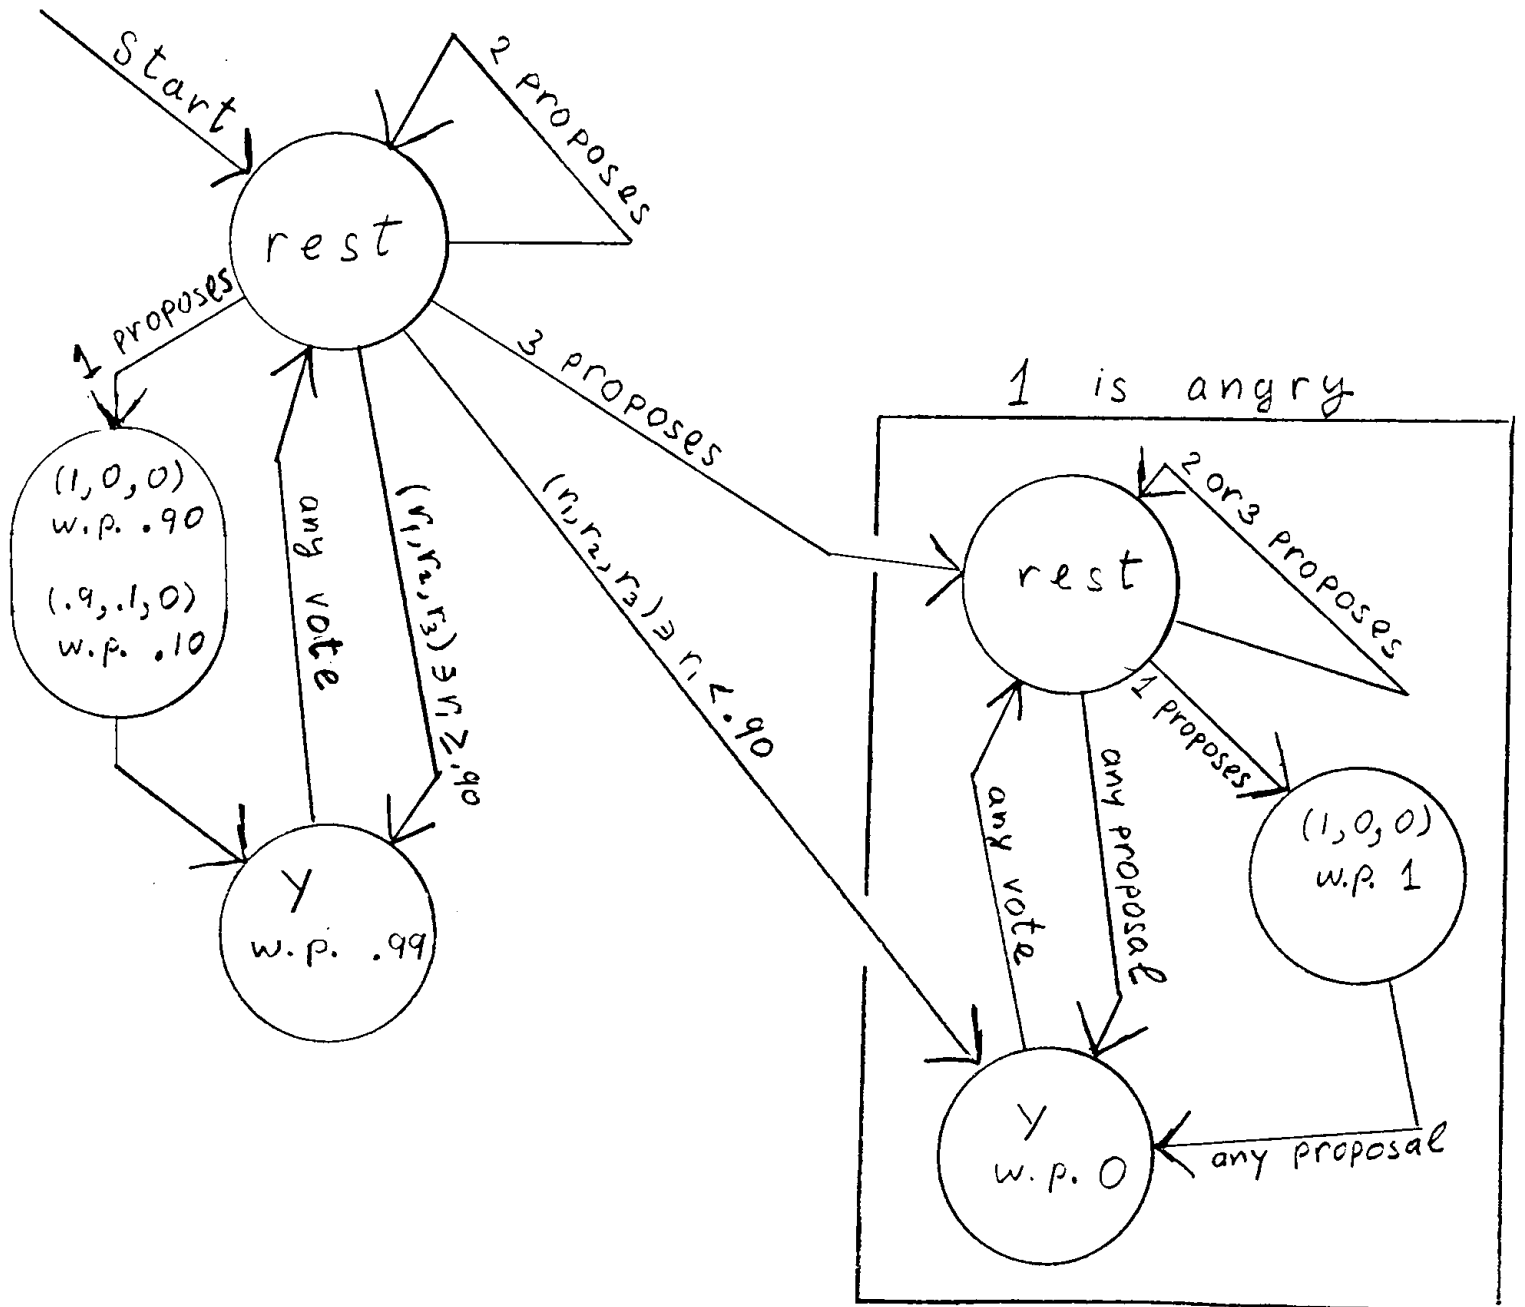 Start
2 proposes
rest
1 proposes
3 proposes
(1,0,0)
w.p. .90
(.9,.1,0)
w.p. .10
any vote
(r₁,r₂,r₃) ∋ r₁ ≥ .90
(r₁,r₂,r₃) ∋ r₁ < .90
Y
w.p. .99
1 is angry
rest
2 or 3 proposes
1 proposes
(1,0,0)
w.p. 1
any vote
any proposal
Y
w.p. 0
any proposal